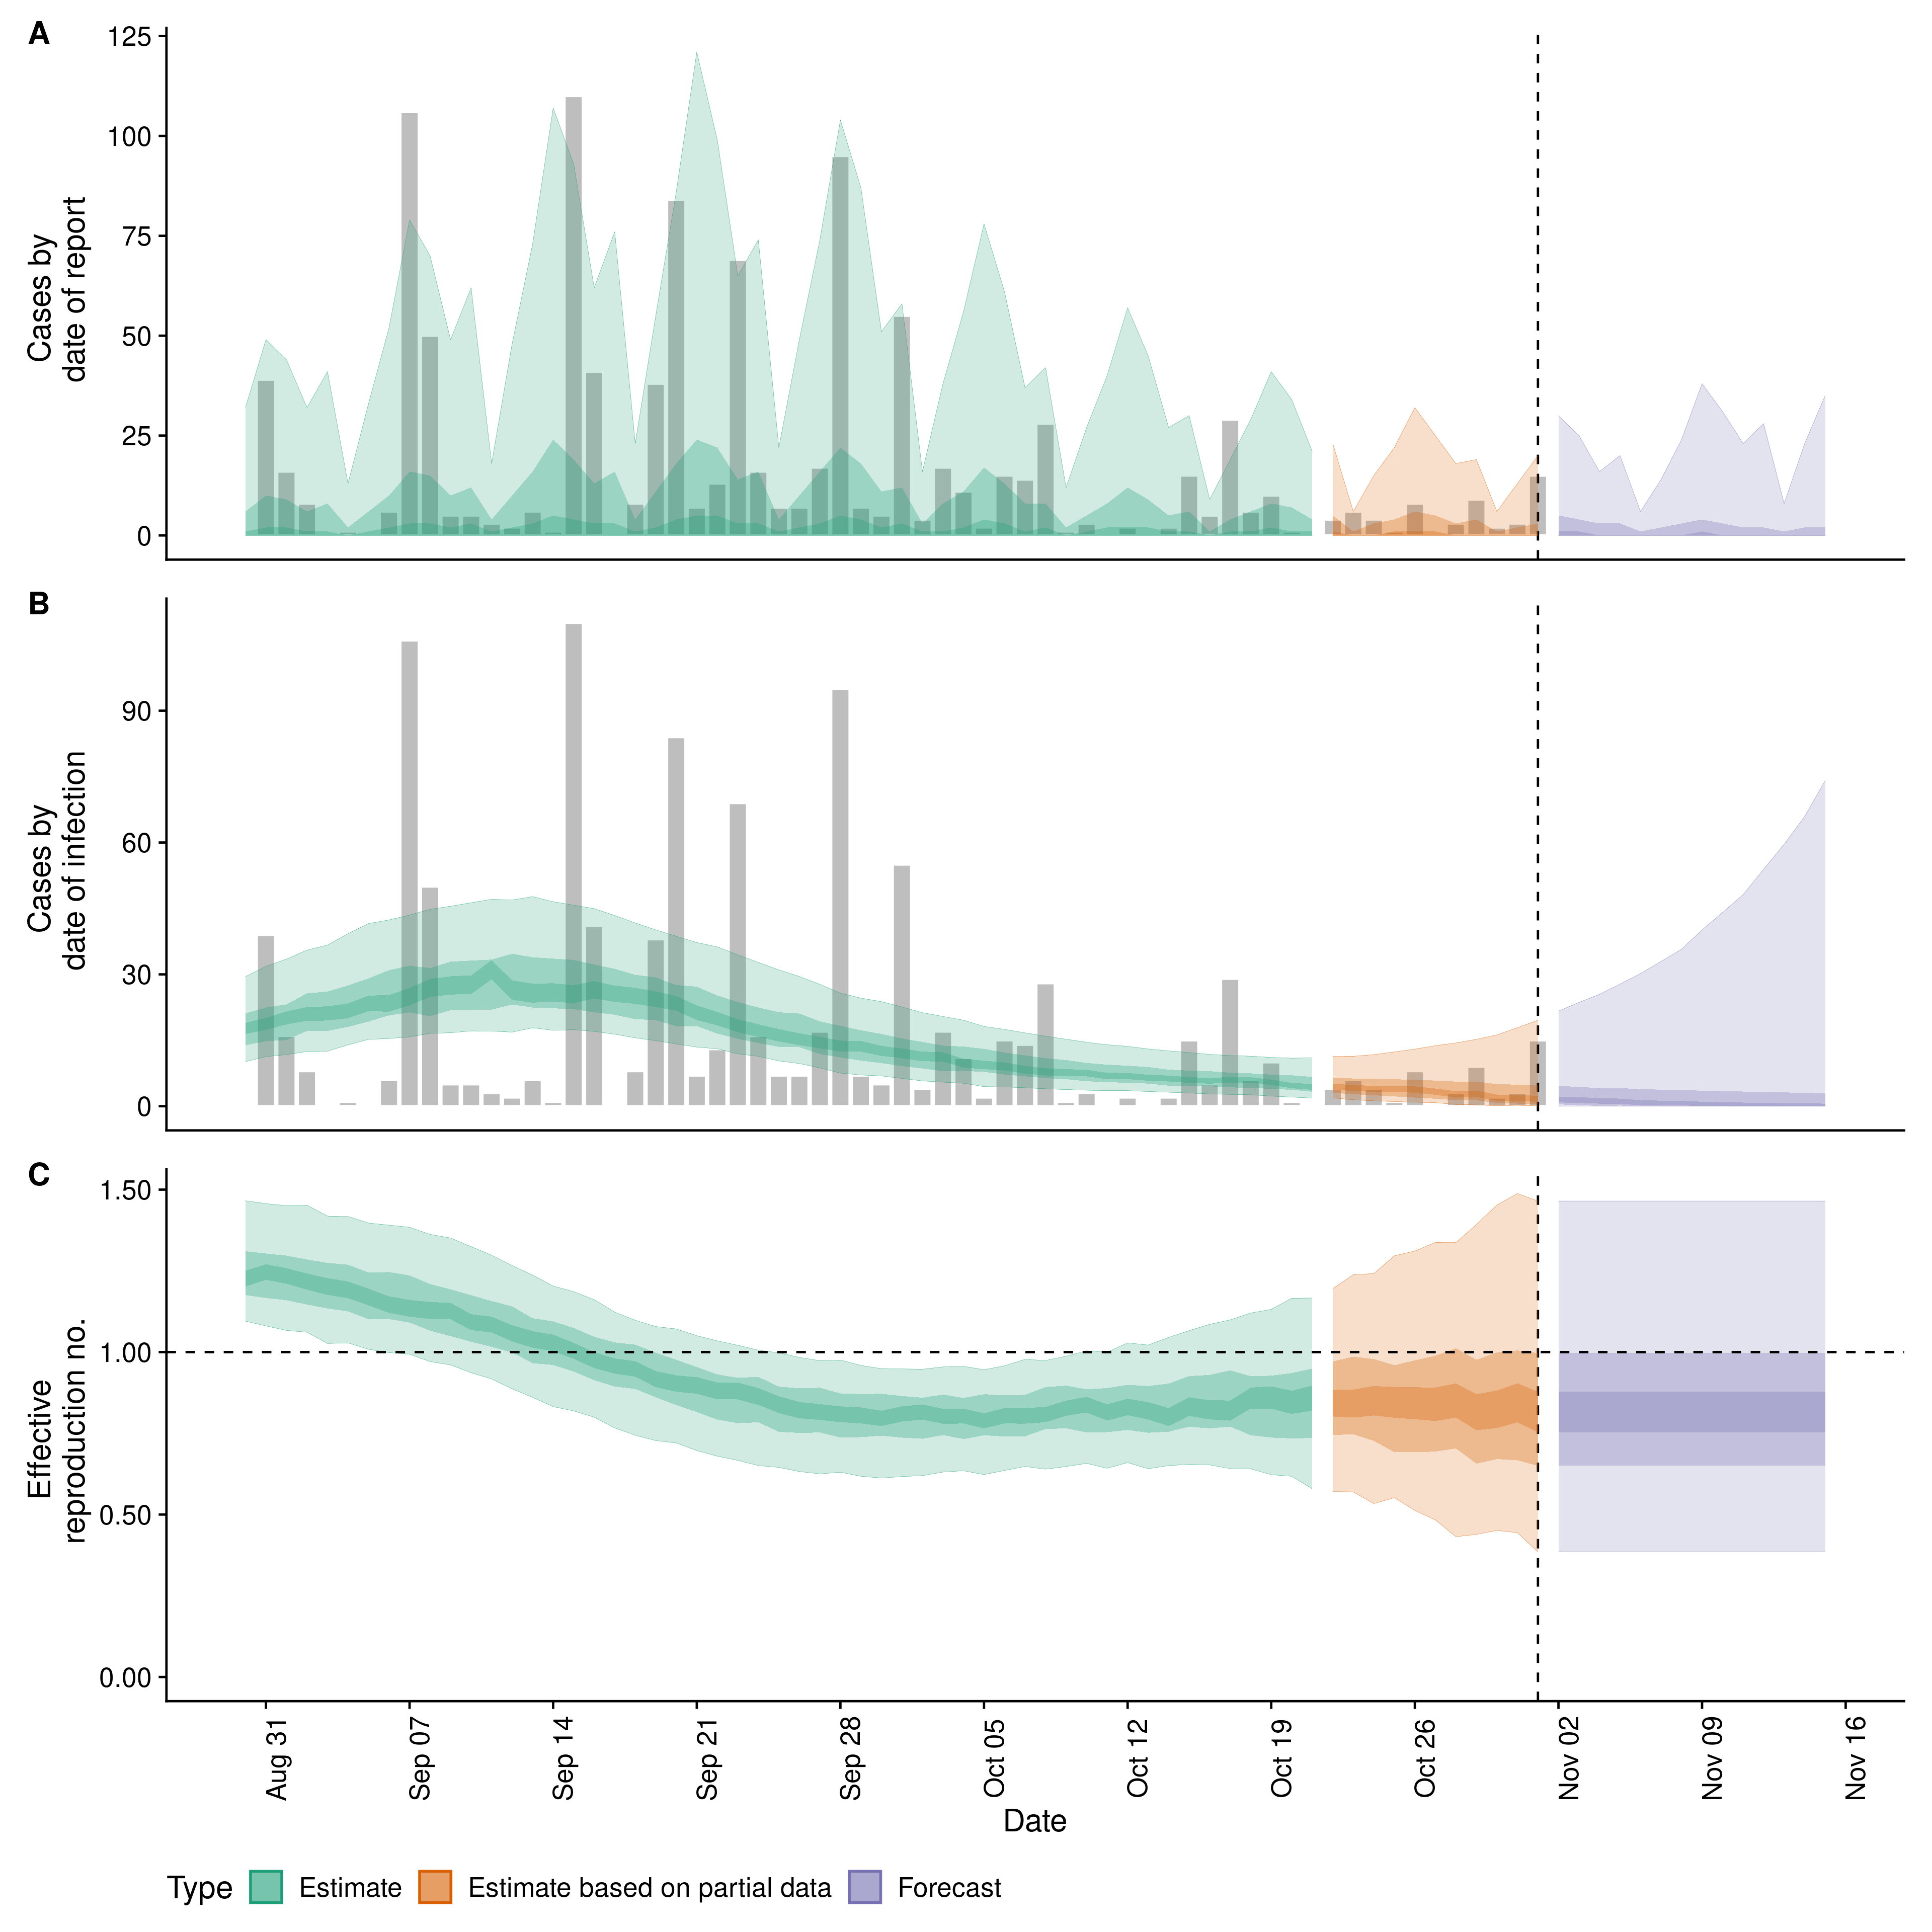 A
125
100
75
50
25
0
Cases by
date of report
B
90
60
30
0
Cases by
date of infection
C
1.50
1.00
0.50
0.00
Effective
reproduction no.
Aug 31
Sep 07
Sep 14
Sep 21
Sep 28
Oct 05
Oct 12
Oct 19
Oct 26
Nov 02
Nov 09
Nov 16
Date
Type Estimate Estimate based on partial data Forecast